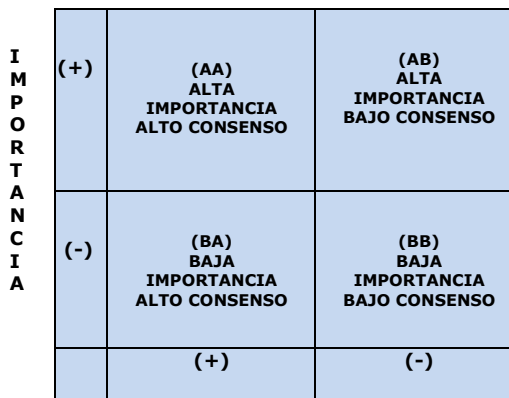 IMPORTANCIA
(+)
(AA)
ALTA
IMPORTANCIA
ALTO CONSENSO
(AB)
ALTA
IMPORTANCIA
BAJO CONSENSO
(-)
(BA)
BAJA
IMPORTANCIA
ALTO CONSENSO
(BB)
BAJA
IMPORTANCIA
BAJO CONSENSO
(+)
(-)